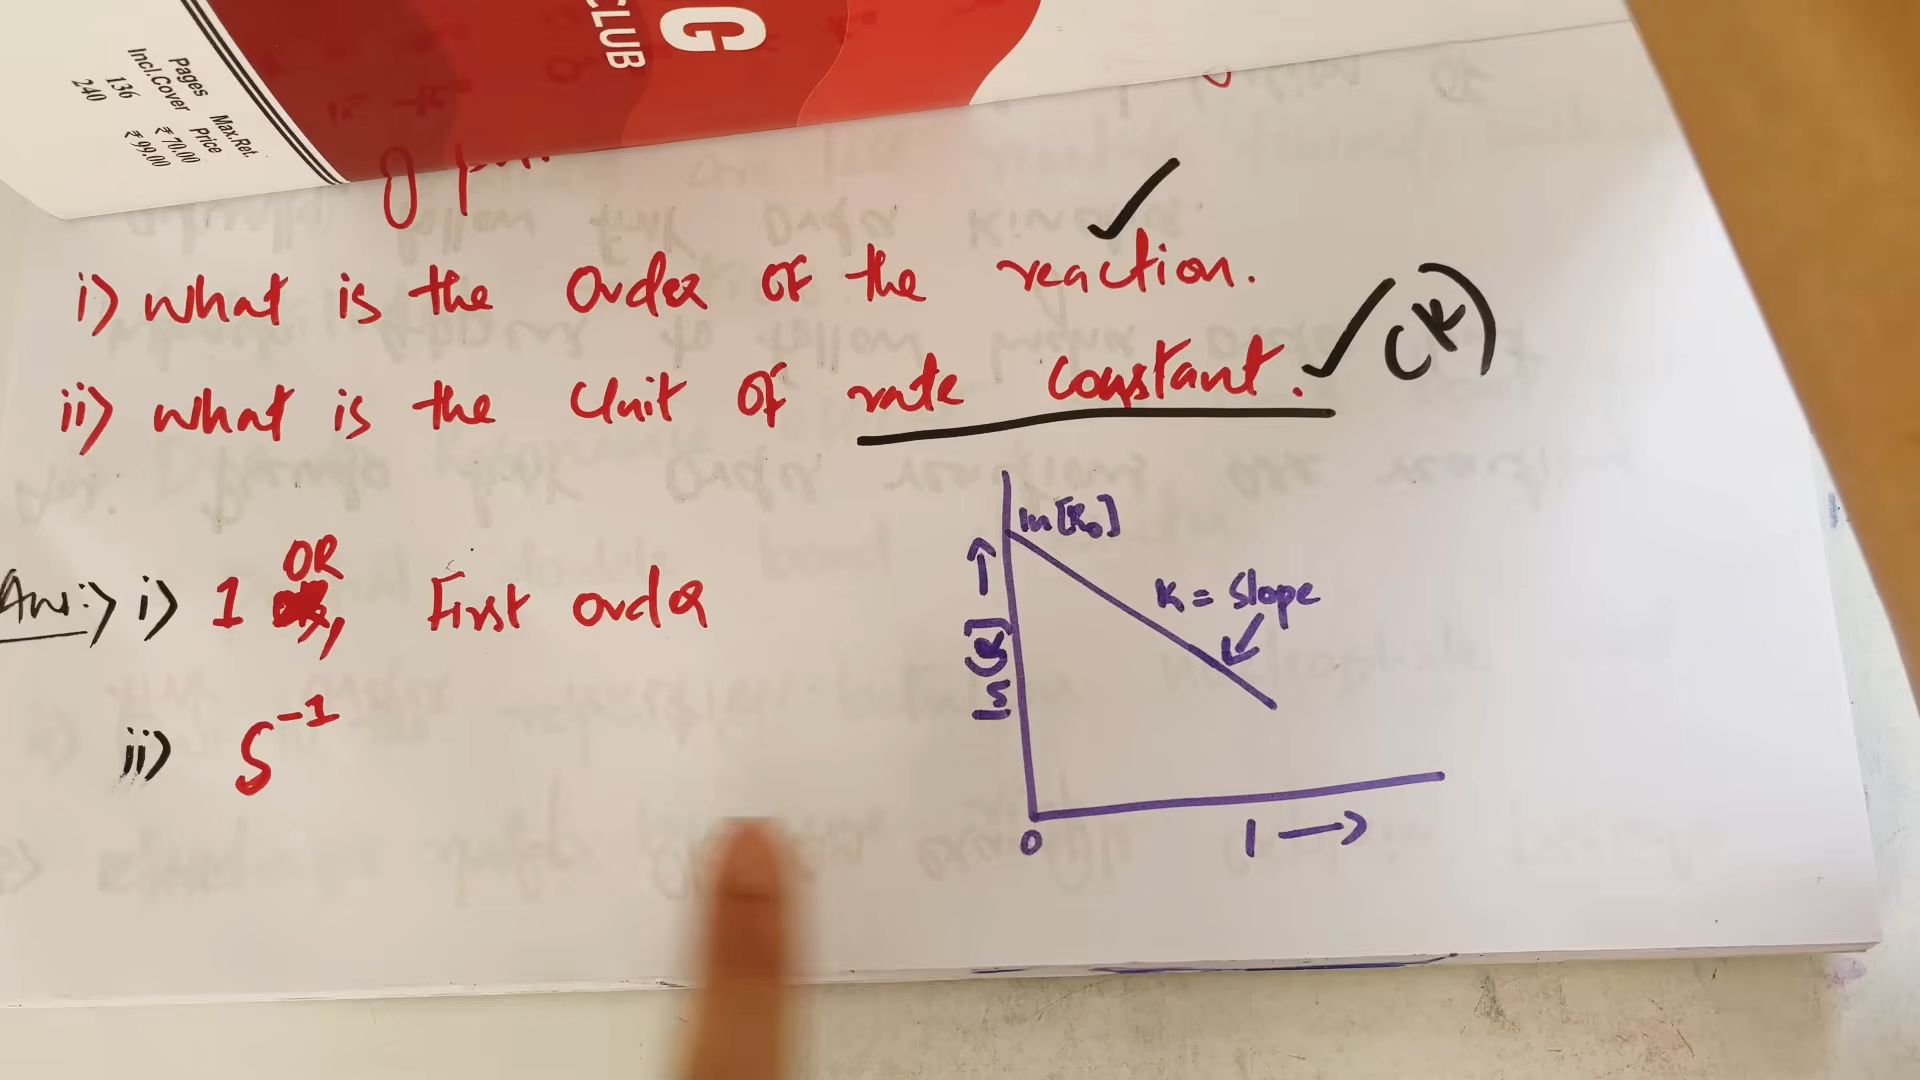 G
CLUB
Pages Incl.Cover 136 240
Max.Ret. Price ₹ 70.00 ₹ 99.00
i) What is the Order of the reaction.
ii) What is the Unit of rate constant. (K)
Ans:> i) 1 OR First order
ii) S⁻¹
ln[R₀]
K = Slope
ln[R] →
0
1 →